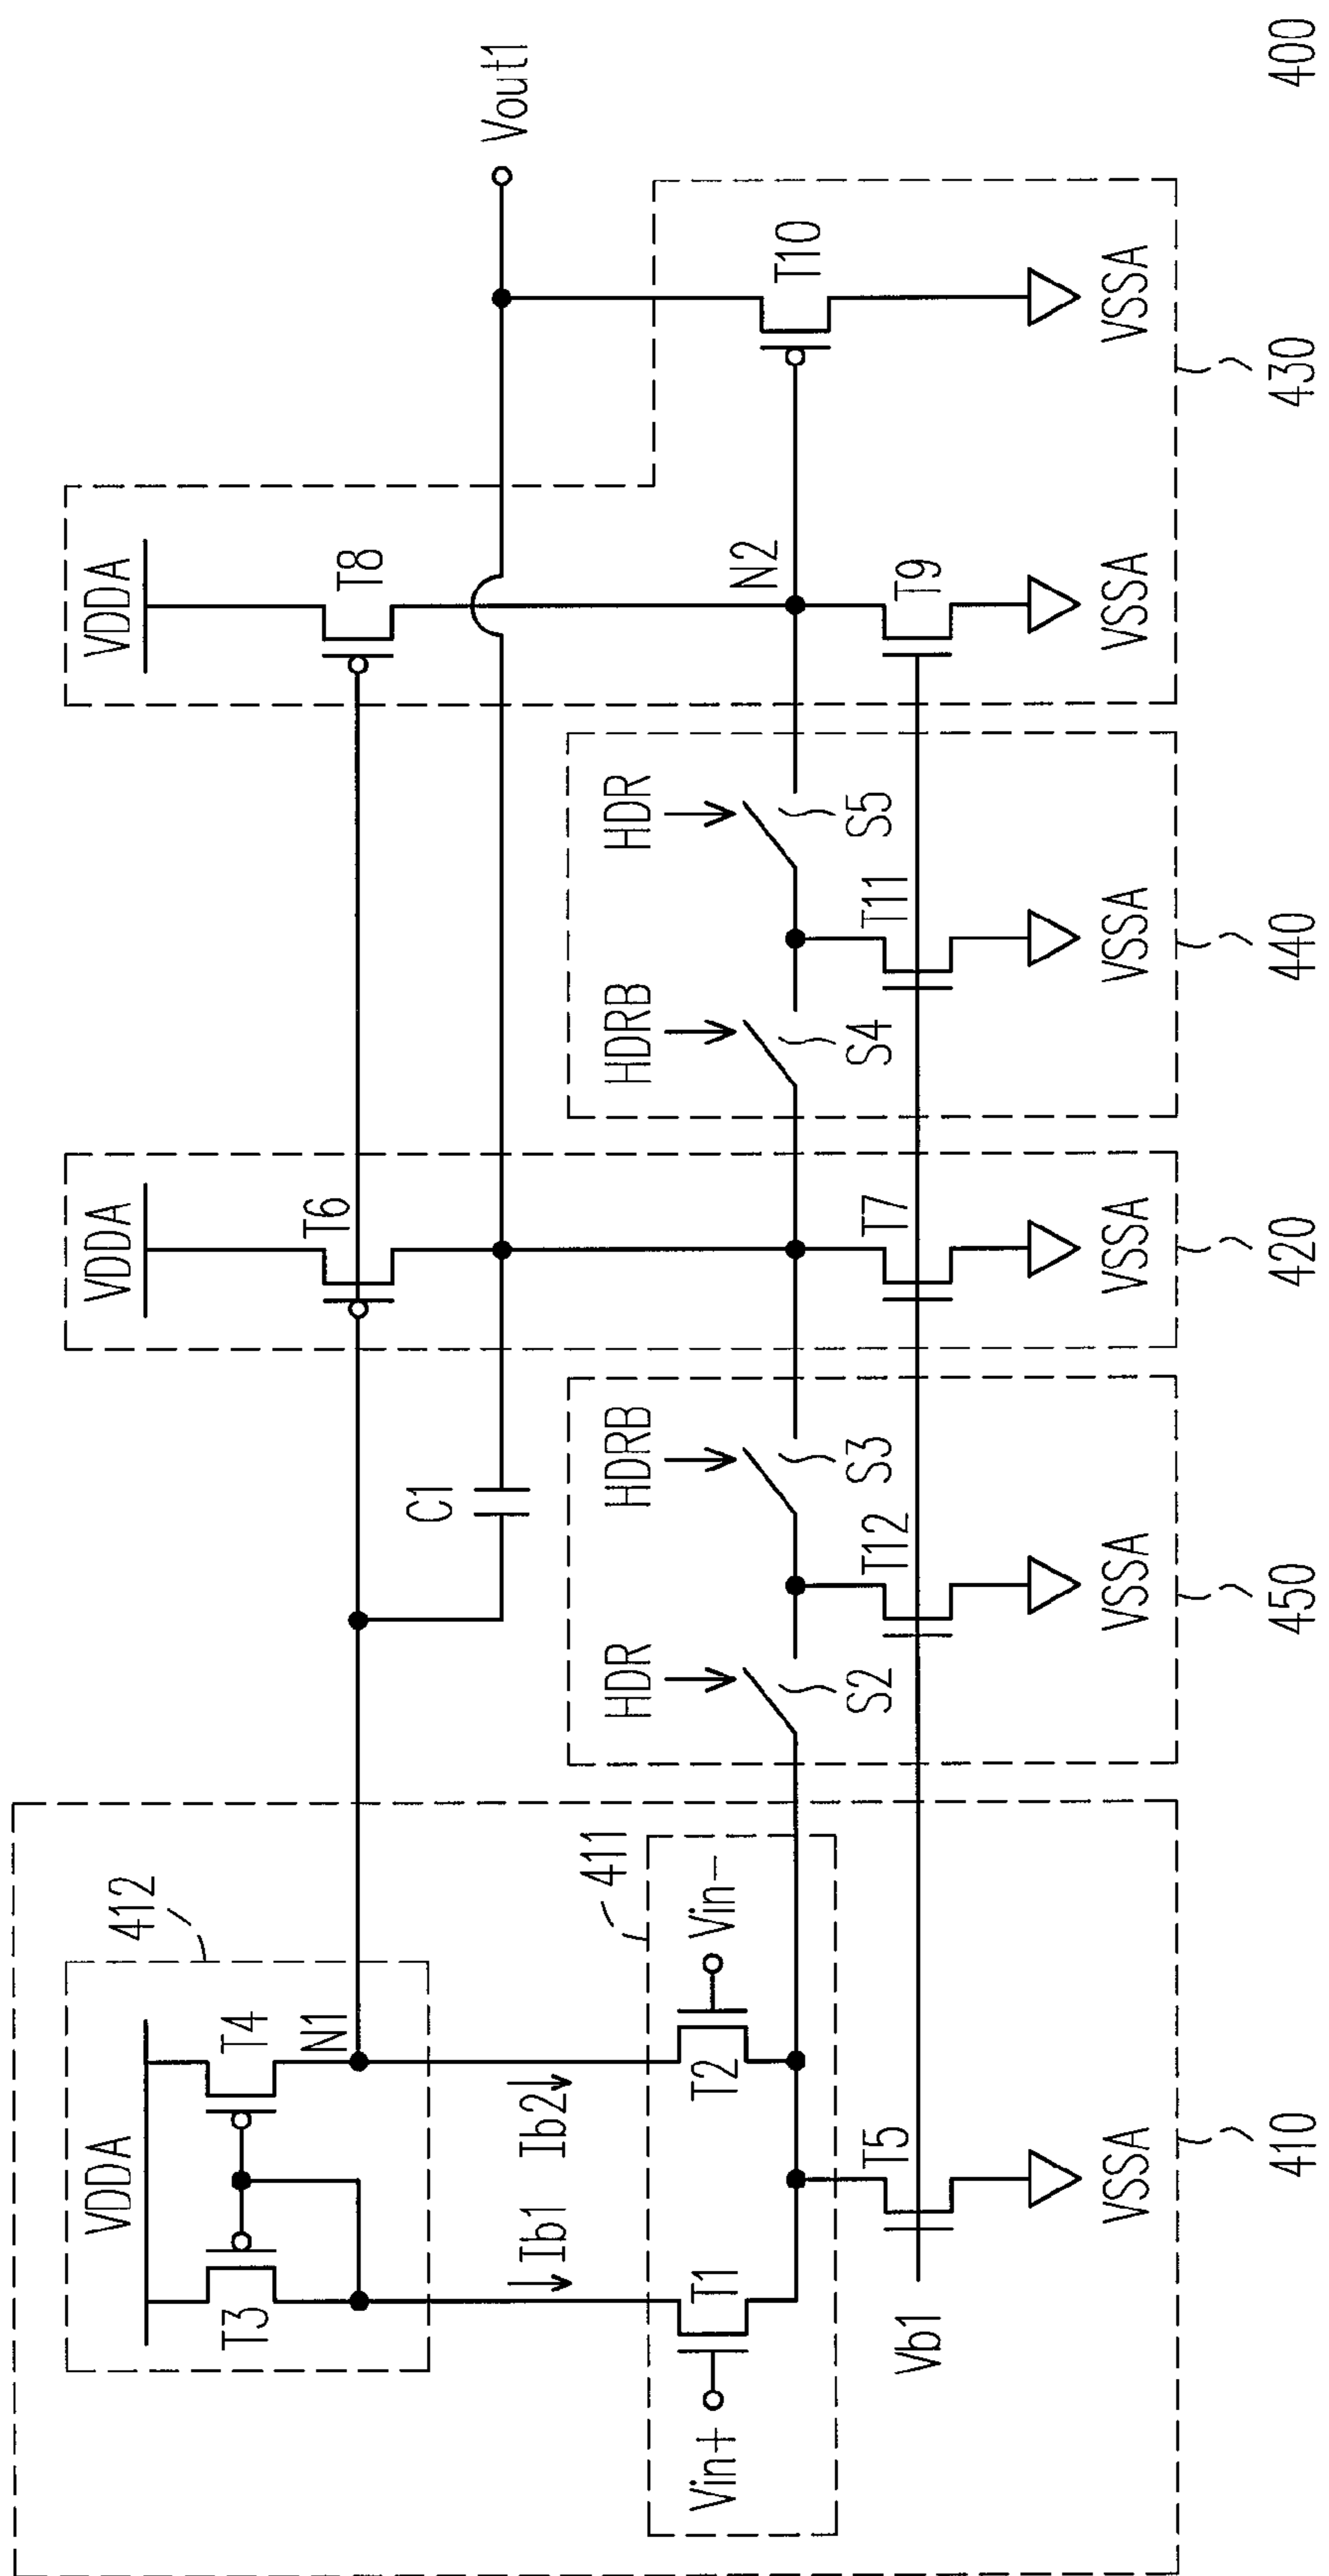 400
Vout1
VDDA
T8
N2
T10
T9
VSSA
VSSA
430
HDR
S5
T11
HDRB
S4
VSSA
440
VDDA
T6
T7
VSSA
420
C1
HDRB
S3
T12
HDR
S2
VSSA
450
412
VDDA
T4
N1
T3
411
Ib2
Ib1
Vin-
T2
T1
Vin+
T5
Vb1
VSSA
410